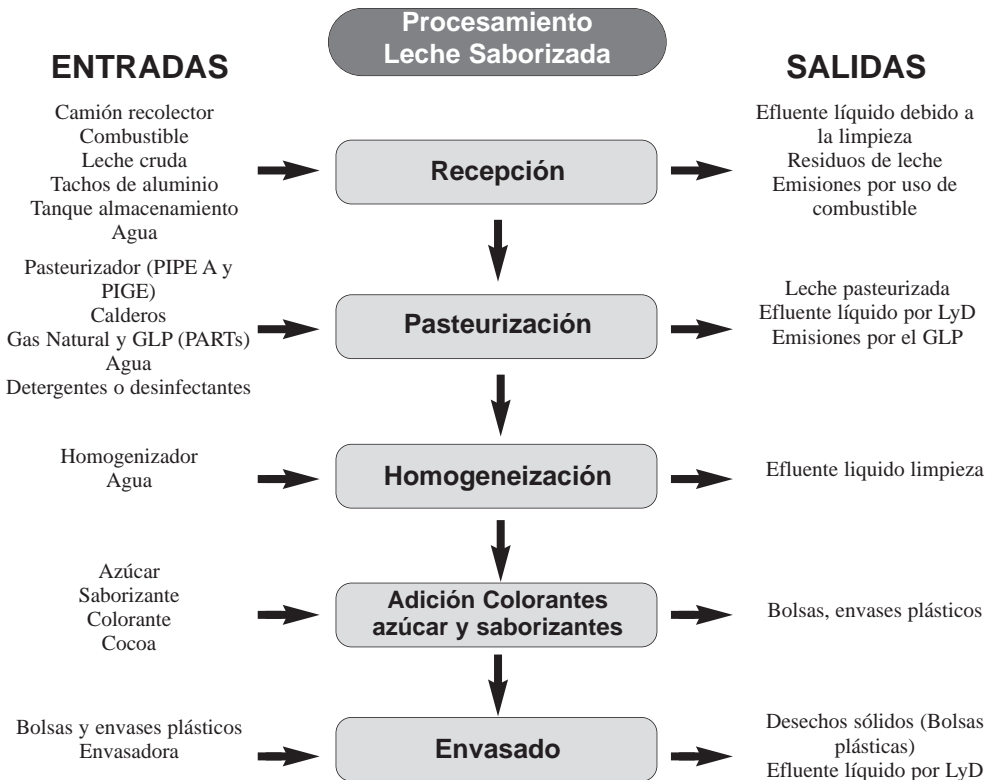 Procesamiento
Leche Saborizada
ENTRADAS
SALIDAS
Camión recolector
Combustible
Leche cruda
Tachos de aluminio
Tanque almacenamiento
Agua
Recepción
Efluente líquido debido a
la limpieza
Residuos de leche
Emisiones por uso de
combustible
Pasteurizador (PIPE A y
PIGE)
Calderos
Gas Natural y GLP (PARTs)
Agua
Detergentes o desinfectantes
Pasteurización
Leche pasteurizada
Efluente líquido por LyD
Emisiones por el GLP
Homogenizador
Agua
Homogeneización
Efluente liquido limpieza
Azúcar
Saborizante
Colorante
Cocoa
Adición Colorantes
azúcar y saborizantes
Bolsas, envases plásticos
Bolsas y envases plásticos
Envasadora
Envasado
Desechos sólidos (Bolsas
plásticas)
Efluente líquido por LyD